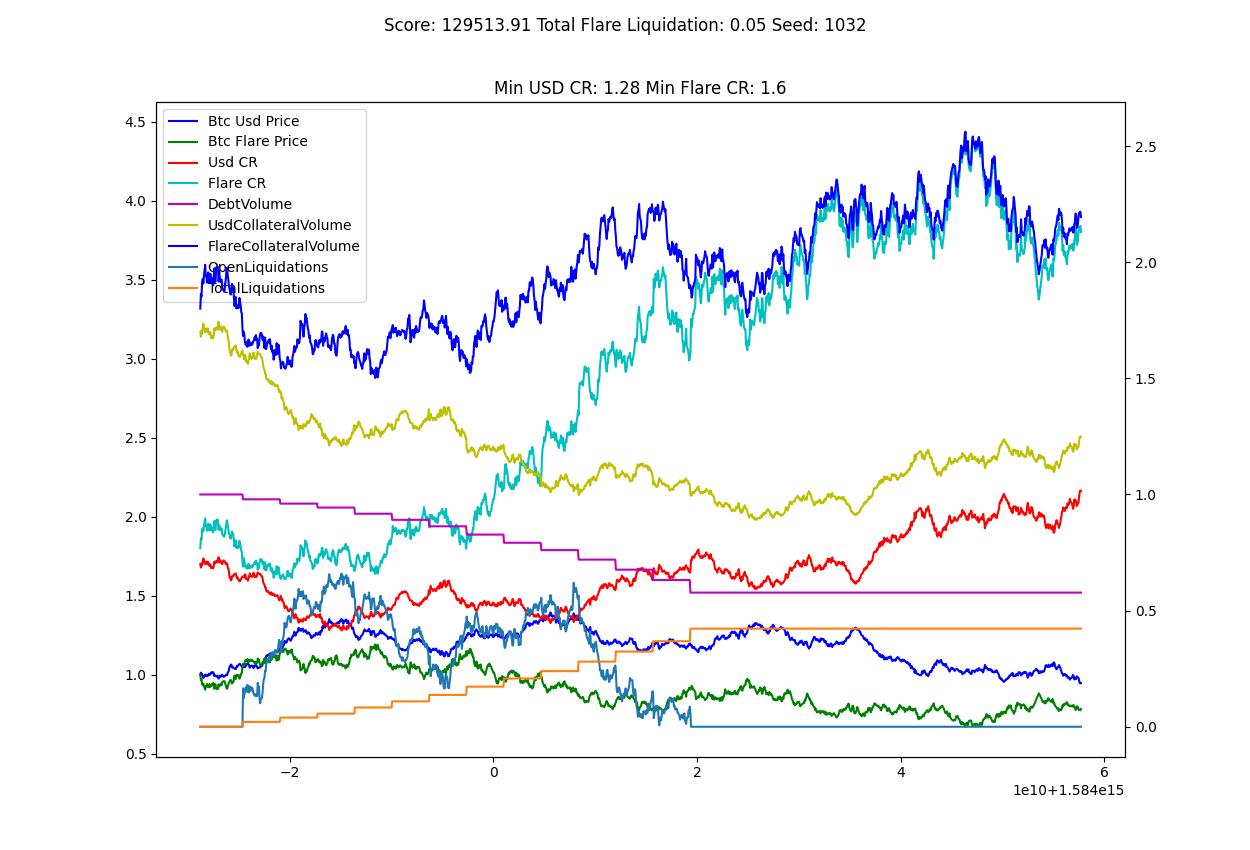 Score: 129513.91 Total Flare Liquidation: 0.05 Seed: 1032
Min USD CR: 1.28 Min Flare CR: 1.6
Btc Usd Price
Btc Flare Price
Usd CR
Flare CR
DebtVolume
UsdCollateralVolume
FlareCollateralVolume
OpenLiquidations
TotalLiquidations
4.5
4.0
3.5
3.0
2.5
2.0
1.5
1.0
0.5
2.5
2.0
1.5
1.0
0.5
0.0
−2 0 2 4 6
1e10+1.584e15